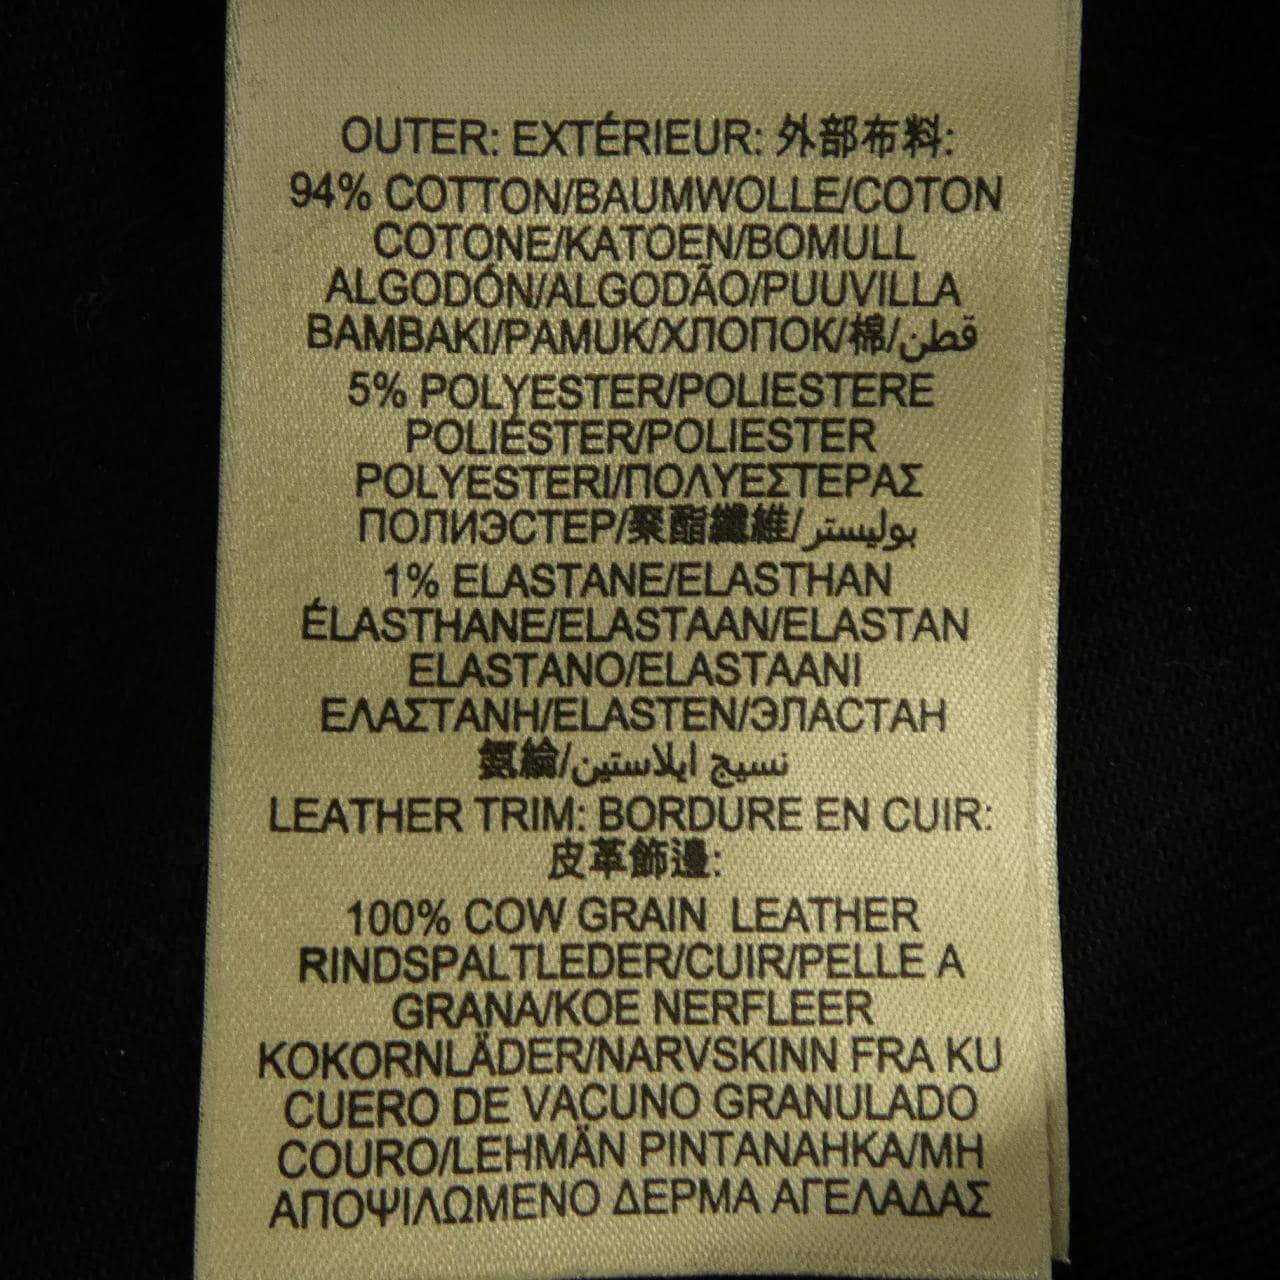 OUTER: EXTÉRIEUR: 外部布料:
94% COTTON/BAUMWOLLE/COTON
COTONE/KATOEN/BOMULL
ALGODÓN/ALGODÃO/PUUVILLA
BAMBAKI/PAMUK/ХЛОПОК/棉/قطن
5% POLYESTER/POLIESTERE
POLIÉSTER/POLIESTER
POLYESTERI/ΠΟΛΥΕΣΤΕΡΑΣ
ПОЛИЭСТЕР/聚酯纖維/بوليستر
1% ELASTANE/ELASTHAN
ÉLASTHANE/ELASTAAN/ELASTAN
ELASTANO/ELASTAANI
ΕΛΑΣΤΑΝΗ/ELASTEN/ЭЛАСТАН
氨綸/نسيج ايلاستين
LEATHER TRIM: BORDURE EN CUIR:
皮革飾邊:
100% COW GRAIN LEATHER
RINDSPALTLEDER/CUIR/PELLE A
GRANA/KOE NERFLEER
KOKORNLÄDER/NARVSKINN FRA KU
CUERO DE VACUNO GRANULADO
COURO/LEHMÄN PINTANAHKA/MH
ΑΠΟΨΙΛΩΜΕΝΟ ΔΕΡΜΑ ΑΓΕΛΑΔΑΣ